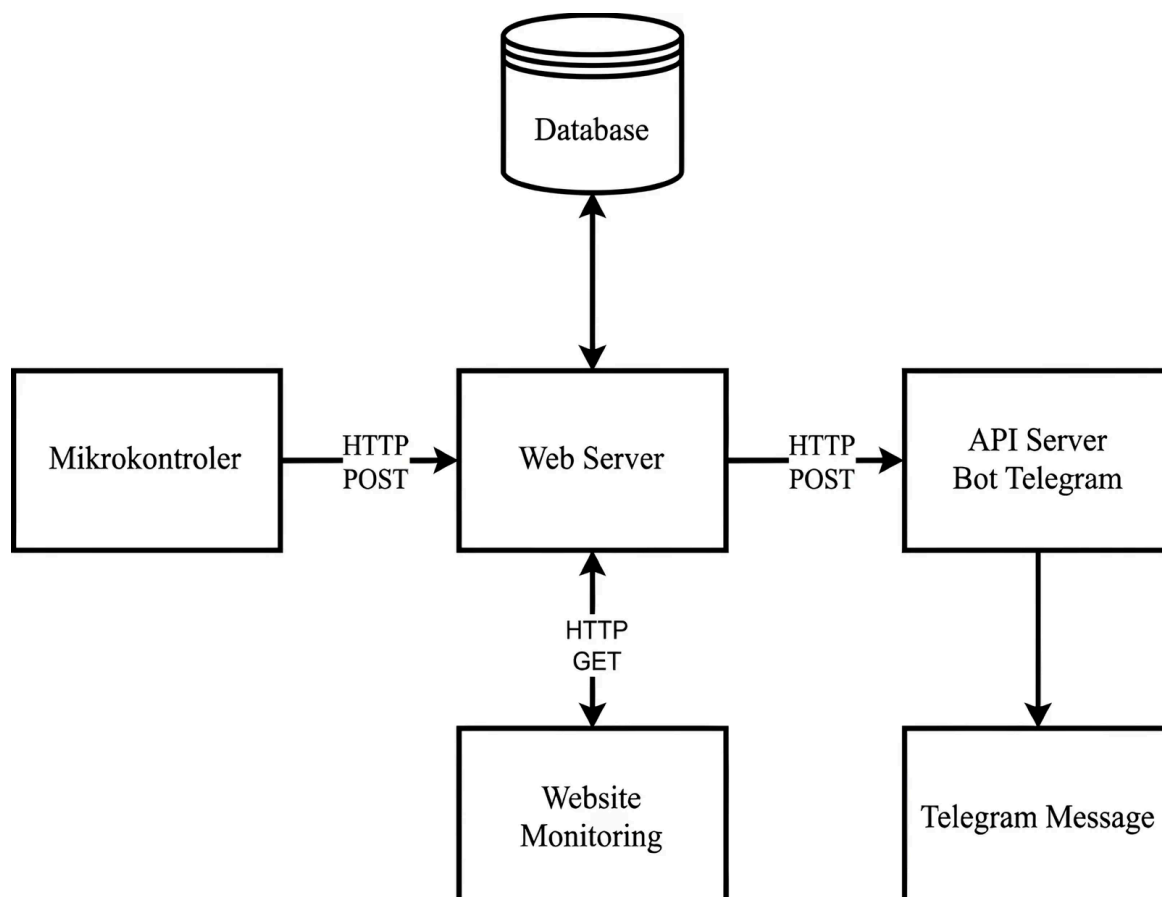 Database
Mikrokontroler
HTTP
POST
Web Server
HTTP
POST
API Server
Bot Telegram
HTTP
GET
Website
Monitoring
Telegram Message